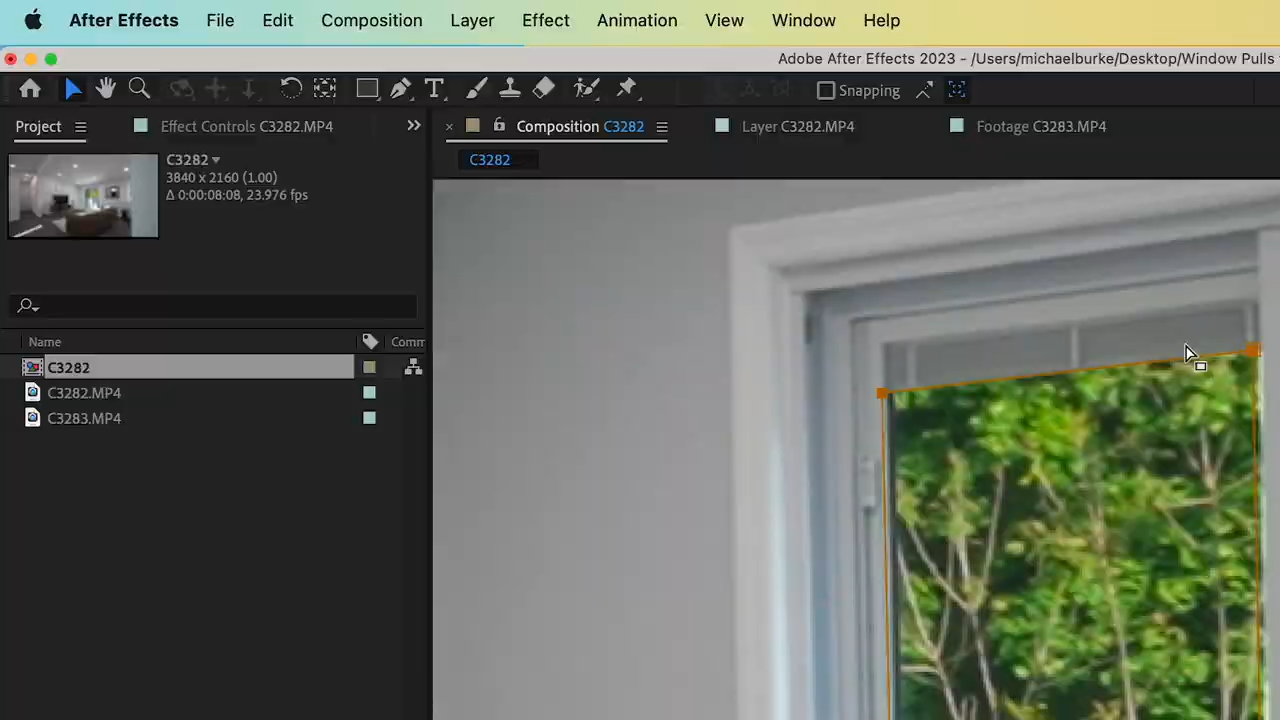 After Effects File Edit Composition Layer Effect Animation View Window Help
Adobe After Effects 2023 - /Users/michaelburke/Desktop/Window Pulls
T Snapping
Project Effect Controls C3282.MP4 Composition C3282 Layer C3282.MP4 Footage C3283.MP4
C3282
C3282
3840 x 2160 (1.00)
Δ 0:00:08:08, 23.976 fps
Name Comm
C3282
C3282.MP4
C3283.MP4